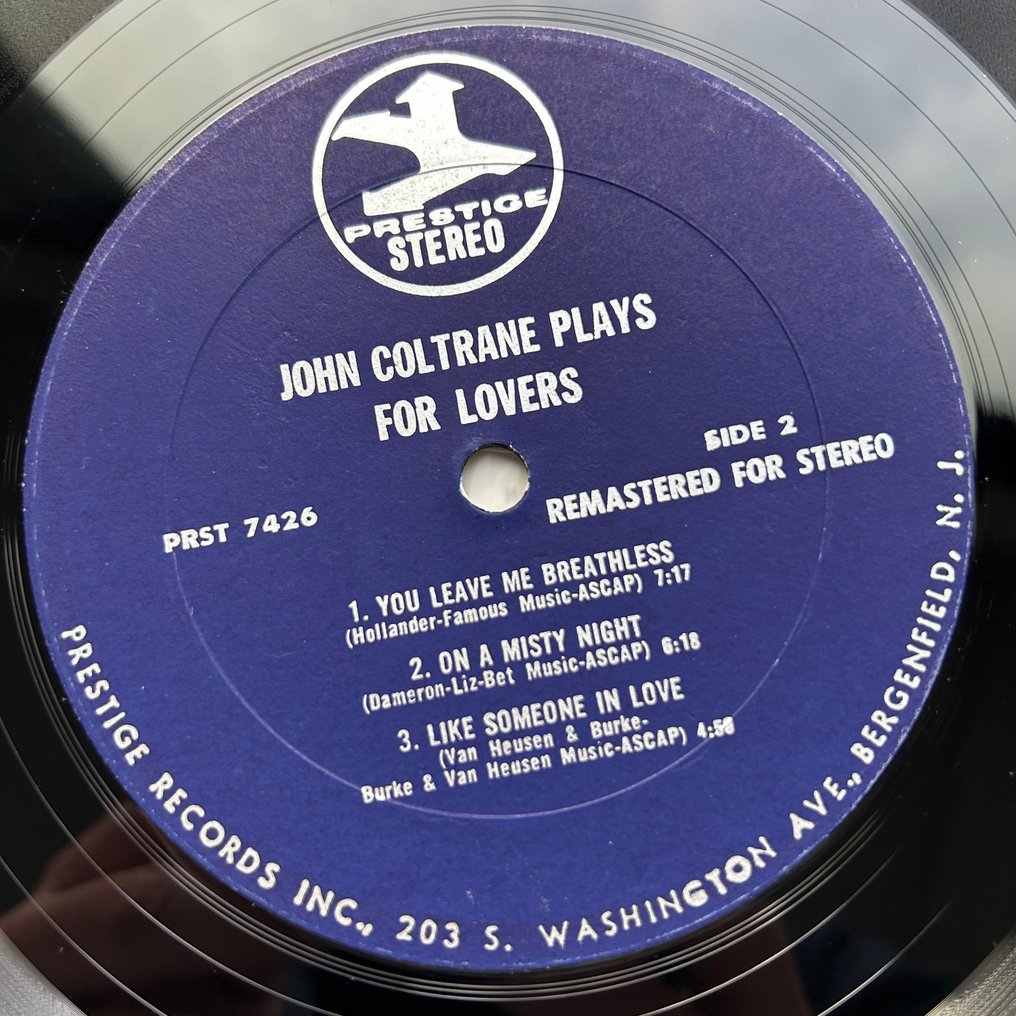 PRESTIGE
STEREO
JOHN COLTRANE PLAYS
FOR LOVERS
SIDE 2
PRST 7426
REMASTERED FOR STEREO
1. YOU LEAVE ME BREATHLESS
(Hollander-Famous Music-ASCAP) 7:17
2. ON A MISTY NIGHT
(Dameron-Liz-Bet Music-ASCAP) 6:18
3. LIKE SOMEONE IN LOVE
(Van Heusen & Burke-
Burke & Van Heusen Music-ASCAP) 4:56
PRESTIGE RECORDS INC., 203 S. WASHINGTON AVE., BERGENFIELD, N. J.